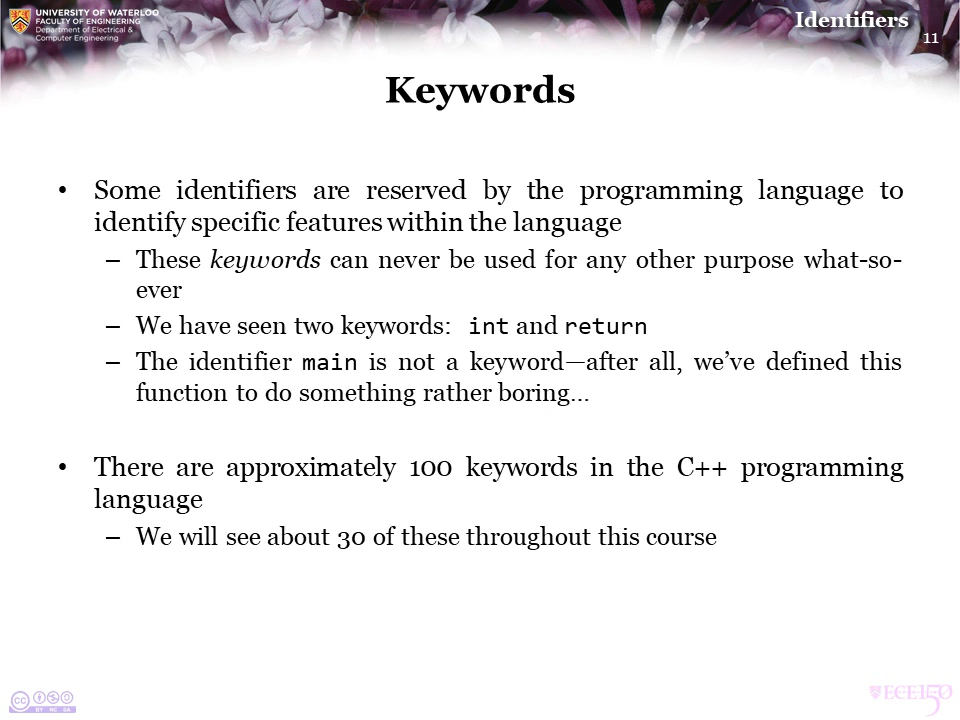 UNIVERSITY OF WATERLOO
FACULTY OF ENGINEERING
Department of Electrical &
Computer Engineering
Identifiers
11
Keywords
• Some identifiers are reserved by the programming language to
identify specific features within the language
– These keywords can never be used for any other purpose what-so-
ever
– We have seen two keywords: int and return
– The identifier main is not a keyword—after all, we’ve defined this
function to do something rather boring…
• There are approximately 100 keywords in the C++ programming
language
– We will see about 30 of these throughout this course
cc
BY NC SA
ECE150